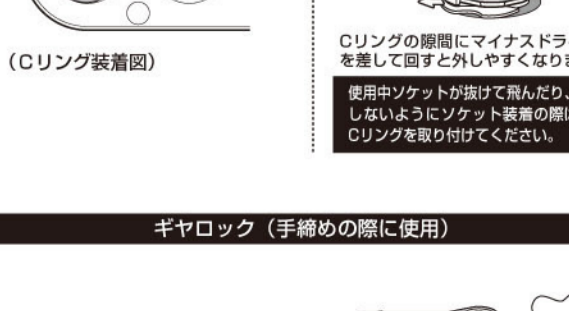 (Cリング装着図)
Cリングの隙間にマイナスドラ
を差して回すと外しやすくなりま
使用中ソケットが抜けて飛んだり、
しないようにソケット装着の際に
Cリングを取り付けてください。
ギヤロック(手締めの際に使用)